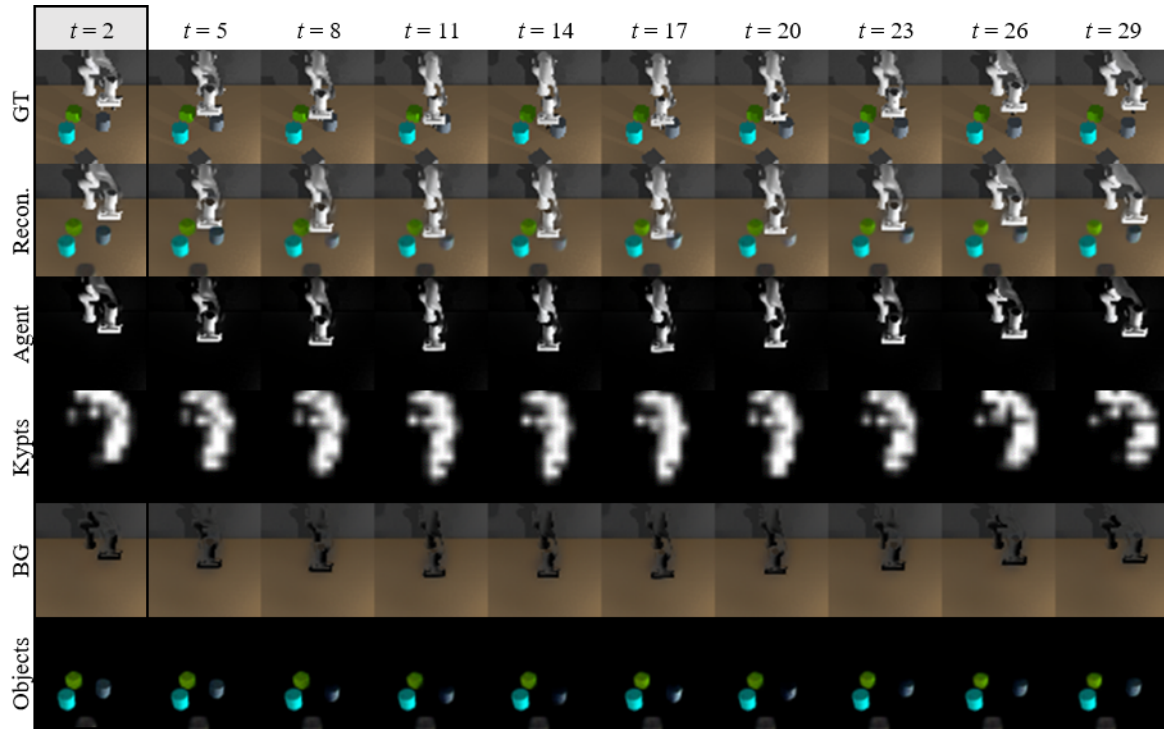 t = 2 t = 5 t = 8 t = 11 t = 14 t = 17 t = 20 t = 23 t = 26 t = 29
GT
Recon.
Agent
Kypts
BG
Objects